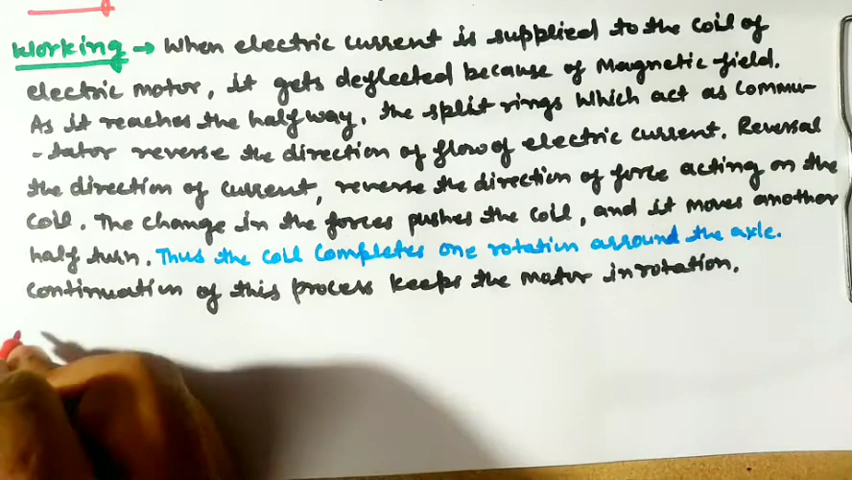 Working → When electric current is supplied to the coil of
electric motor, it gets deflected because of Magnetic field.
As it reaches the half way, the split rings which act as commu-
-tator reverse the direction of flow of electric current. Reversal
the direction of current, reverse the direction of force acting on the
Coil. The change in the forces pushes the coil, and it moves another
half turn. Thus the coil completes one rotation arround the axle.
Continuation of this process keeps the motor in rotation.